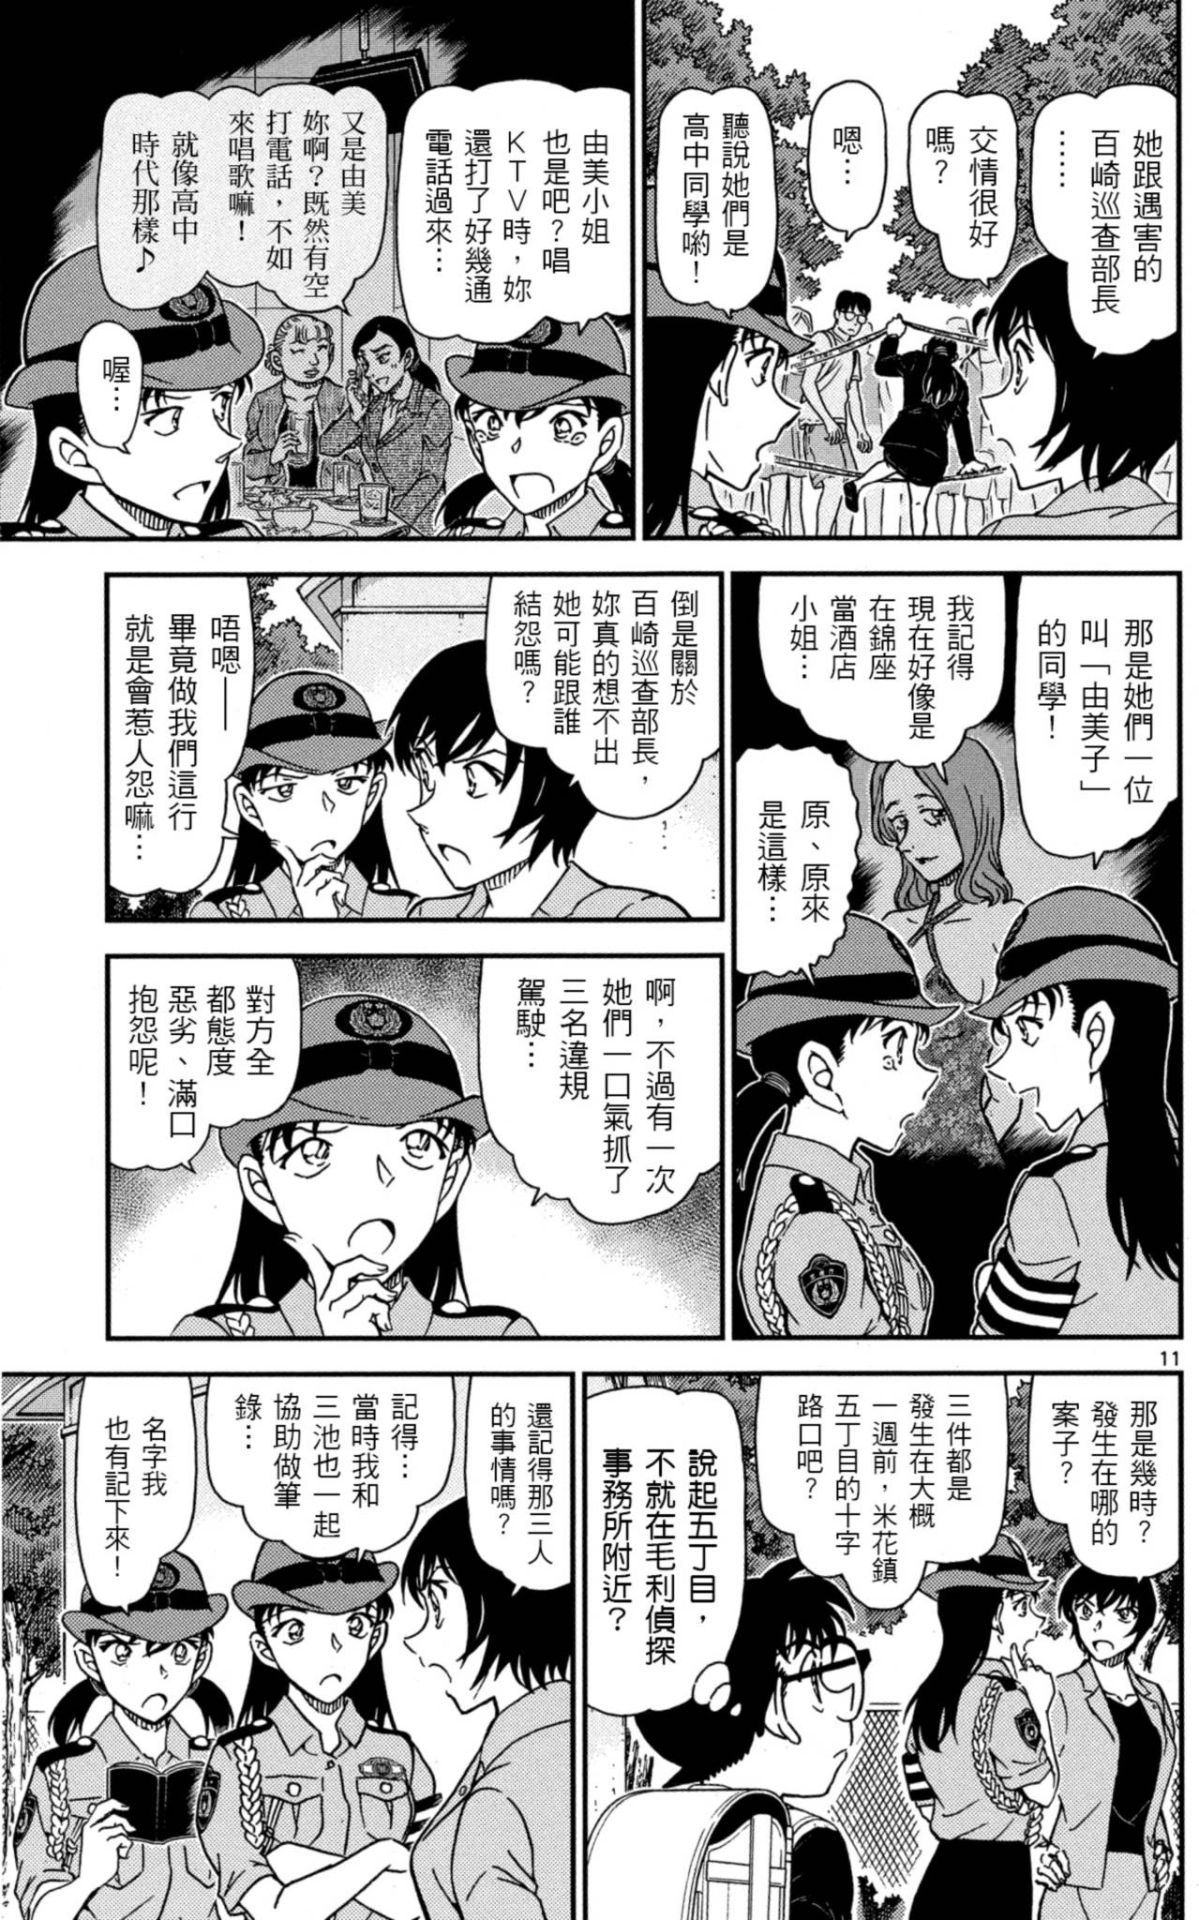 她跟遇害的
百崎巡查部長
……
交情很好
嗎？
嗯…
聽說她們是
高中同學喲！
由美小姐
也是吧？唱
ＫＴＶ時，妳
還打了好幾通
電話過來…
又是由美
妳啊？既然有空
打電話，不如
來唱歌嘛！
就像高中
時代那樣♪
喔…
那是她們一位
叫「由美子」
的同學！
我記得
現在好像是
在錦座
當酒店
小姐…
原、原來
是這樣…
倒是關於
百崎巡查部長，
妳真的想不出
她可能跟誰
結怨嗎？
唔嗯——
畢竟做我們這行
就是會惹人怨嘛…
啊，不過有一次
她們一口氣抓了
三名違規
駕駛…
對方全
都態度
惡劣、滿口
抱怨呢！
11
那是幾時？
發生在哪的
案子？
三件都是
發生在大概
一週前，米花鎮
五丁目的十字
路口吧？
說起五丁目，
不就在毛利偵探
事務所附近？
還記得那三人
的事情嗎？
記得…
當時我和
三池也一起
協助做筆
錄…
名字我
也有記下來！